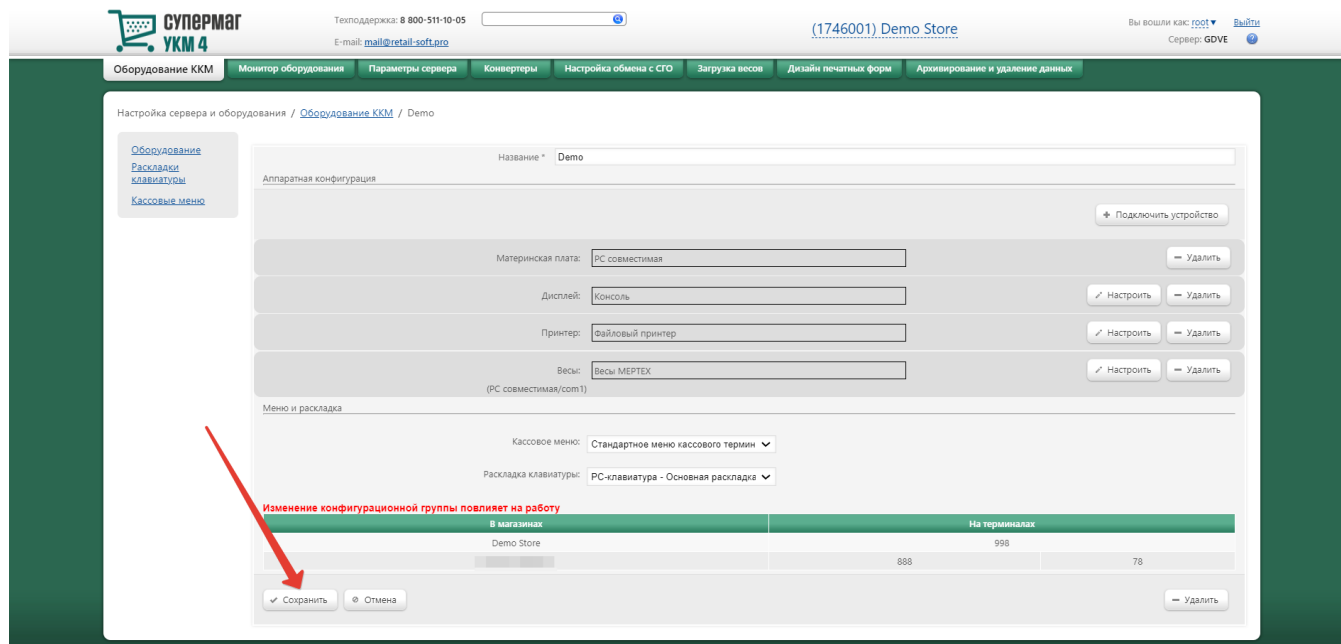 СУПЕРМАГ
УКМ 4
Техподдержка: 8 800-511-10-05
E-mail: mail@retail-soft.pro
(1746001) Demo Store
Вы вошли как: root ▾ Выйти
Сервер: GDVE ?
Оборудование ККМ Монитор оборудования Параметры сервера Конвертеры Настройка обмена с СГО Загрузка весов Дизайн печатных форм Архивирование и удаление данных
Настройка сервера и оборудования / Оборудование ККМ / Demo
Оборудование
Раскладки
клавиатуры
Кассовые меню
Название * Demo
Аппаратная конфигурация
+ Подключить устройство
Материнская плата: PC совместимая − Удалить
Дисплей: Консоль Настроить − Удалить
Принтер: Файловый принтер Настроить − Удалить
Весы: Весы МЕРТЕХ Настроить − Удалить
(PC совместимая/com1)
Меню и раскладка
Кассовое меню: Стандартное меню кассового термин
Раскладка клавиатуры: PC-клавиатура - Основная раскладка
Изменение конфигурационной группы повлияет на работу
В магазинах На терминалах
Demo Store 998
888 78
Сохранить Отмена − Удалить